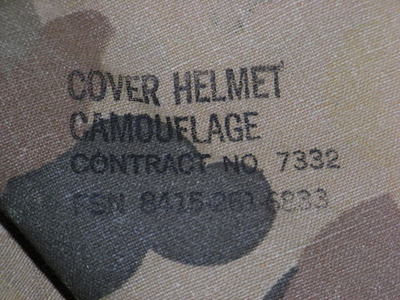 COVER HELMET
CAMOUFLAGE
CONTRACT NO. 7332
FSN 8415-261-6833